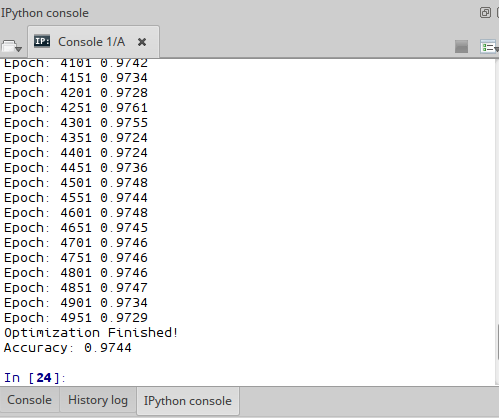 IPython console
IP: Console 1/A
Epoch: 4101 0.9742
Epoch: 4151 0.9734
Epoch: 4201 0.9728
Epoch: 4251 0.9761
Epoch: 4301 0.9755
Epoch: 4351 0.9724
Epoch: 4401 0.9724
Epoch: 4451 0.9736
Epoch: 4501 0.9748
Epoch: 4551 0.9744
Epoch: 4601 0.9748
Epoch: 4651 0.9745
Epoch: 4701 0.9746
Epoch: 4751 0.9746
Epoch: 4801 0.9746
Epoch: 4851 0.9747
Epoch: 4901 0.9734
Epoch: 4951 0.9729
Optimization Finished!
Accuracy: 0.9744
In [24]:
Console History log IPython console